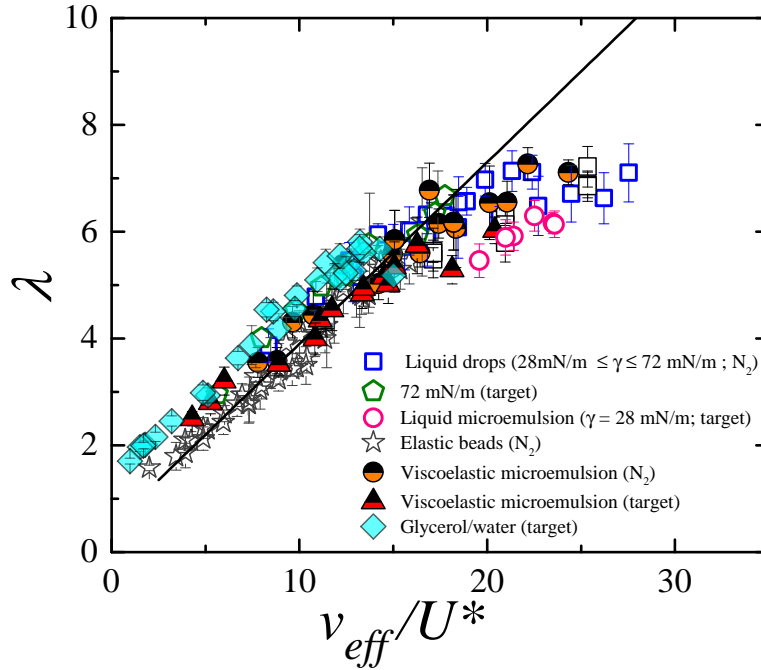 10
8
6
4
2
0
λ
Liquid drops (28mN/m ≤ γ ≤ 72 mN/m ; N₂)
72 mN/m (target)
Liquid microemulsion (γ = 28 mN/m; target)
Elastic beads (N₂)
Viscoelastic microemulsion (N₂)
Viscoelastic microemulsion (target)
Glycerol/water (target)
0 10 20 30
v_eff/U*